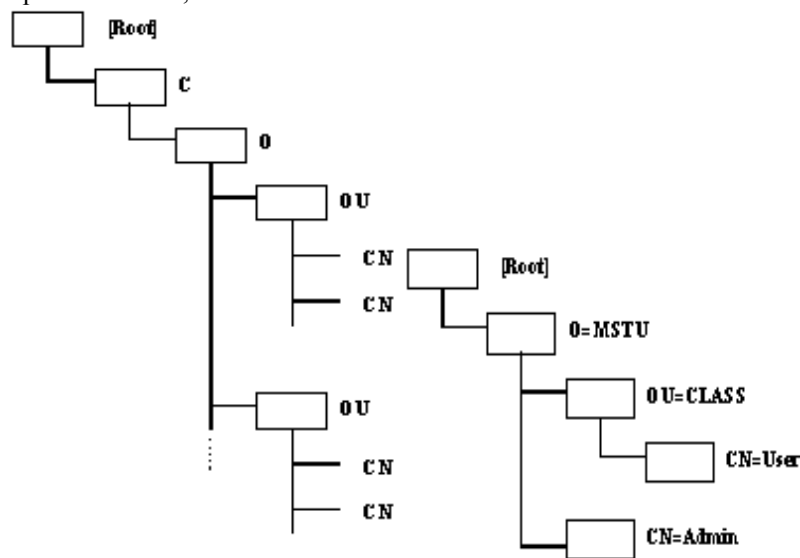 [Root]
C
O
OU
CN
CN
OU
CN
CN
[Root]
O=MSTU
OU=CLASS
CN=User
CN=Admin